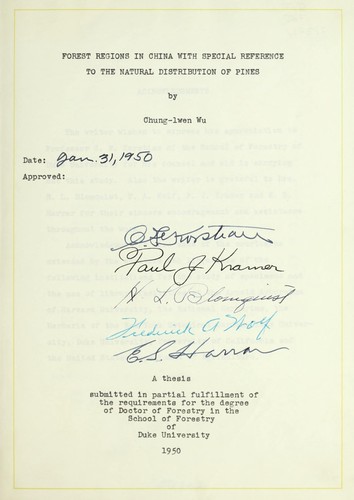 FOREST REGIONS IN CHINA WITH SPECIAL REFERENCE
TO THE NATURAL DISTRIBUTION OF PINES
by
Chung-lwen Wu
Date: Jan. 31, 1950
Approved:
C. F. Korstian
Paul J. Kramer
H L. Blomquist
Frederick A Wolf
E. S. Harrar
A thesis
submitted in partial fulfillment of
the requirements for the degree
of Doctor of Forestry in the
School of Forestry
of
Duke University
1950